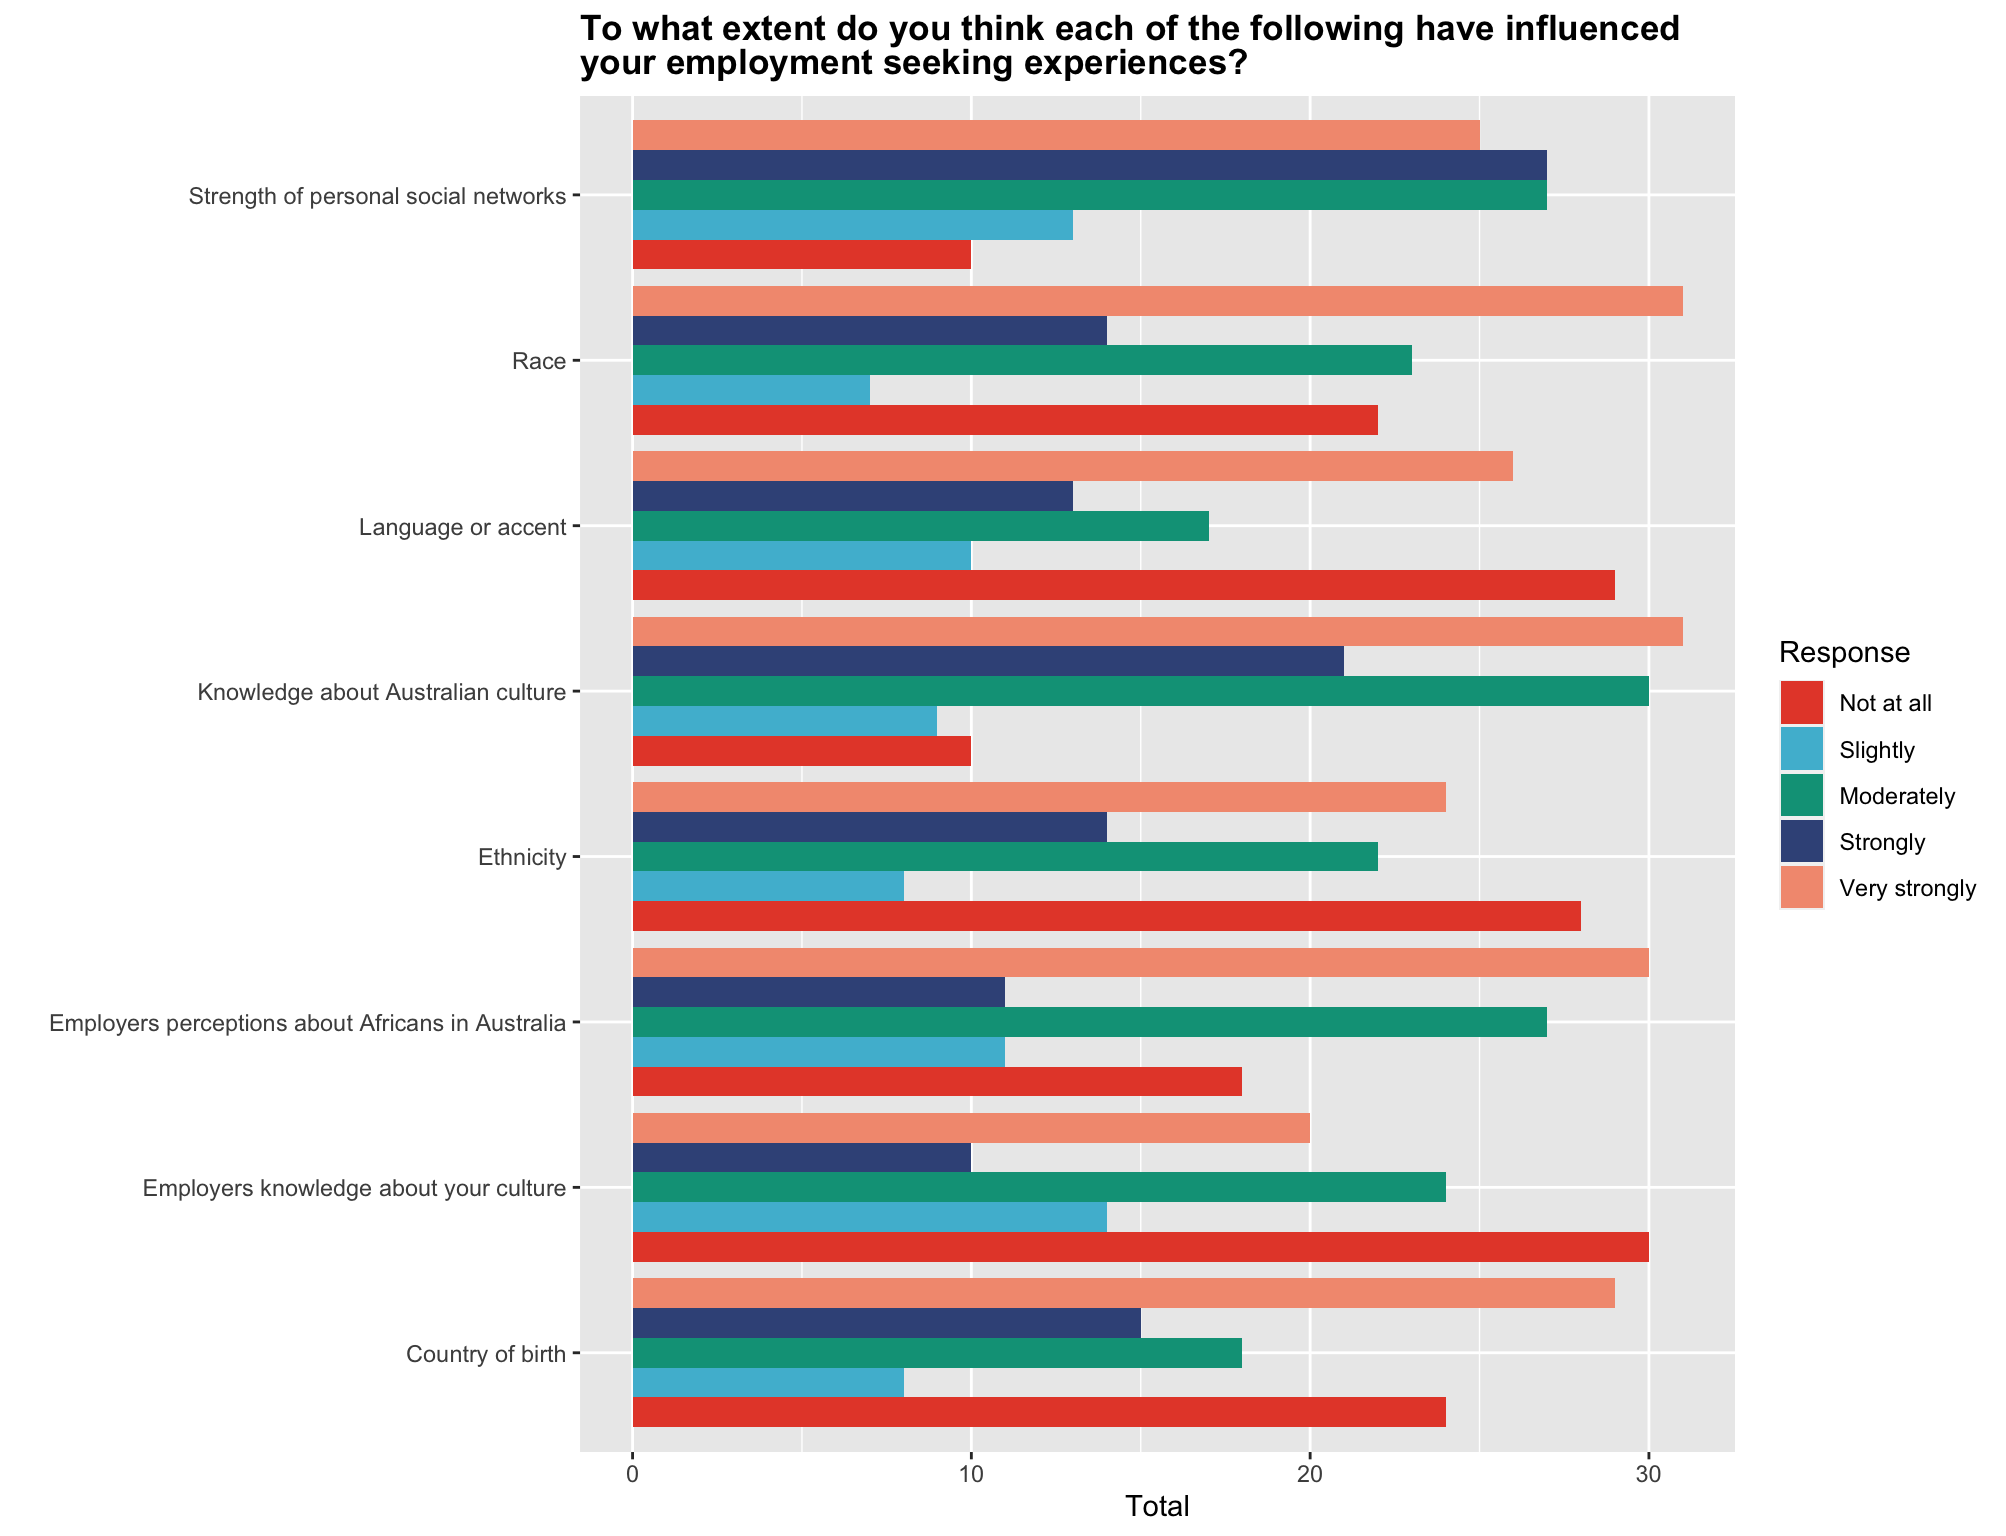 To what extent do you think each of the following have influenced
your employment seeking experiences?
Strength of personal social networks
Race
Language or accent
Knowledge about Australian culture
Ethnicity
Employers perceptions about Africans in Australia
Employers knowledge about your culture
Country of birth
0 10 20 30
Total
Response
Not at all
Slightly
Moderately
Strongly
Very strongly